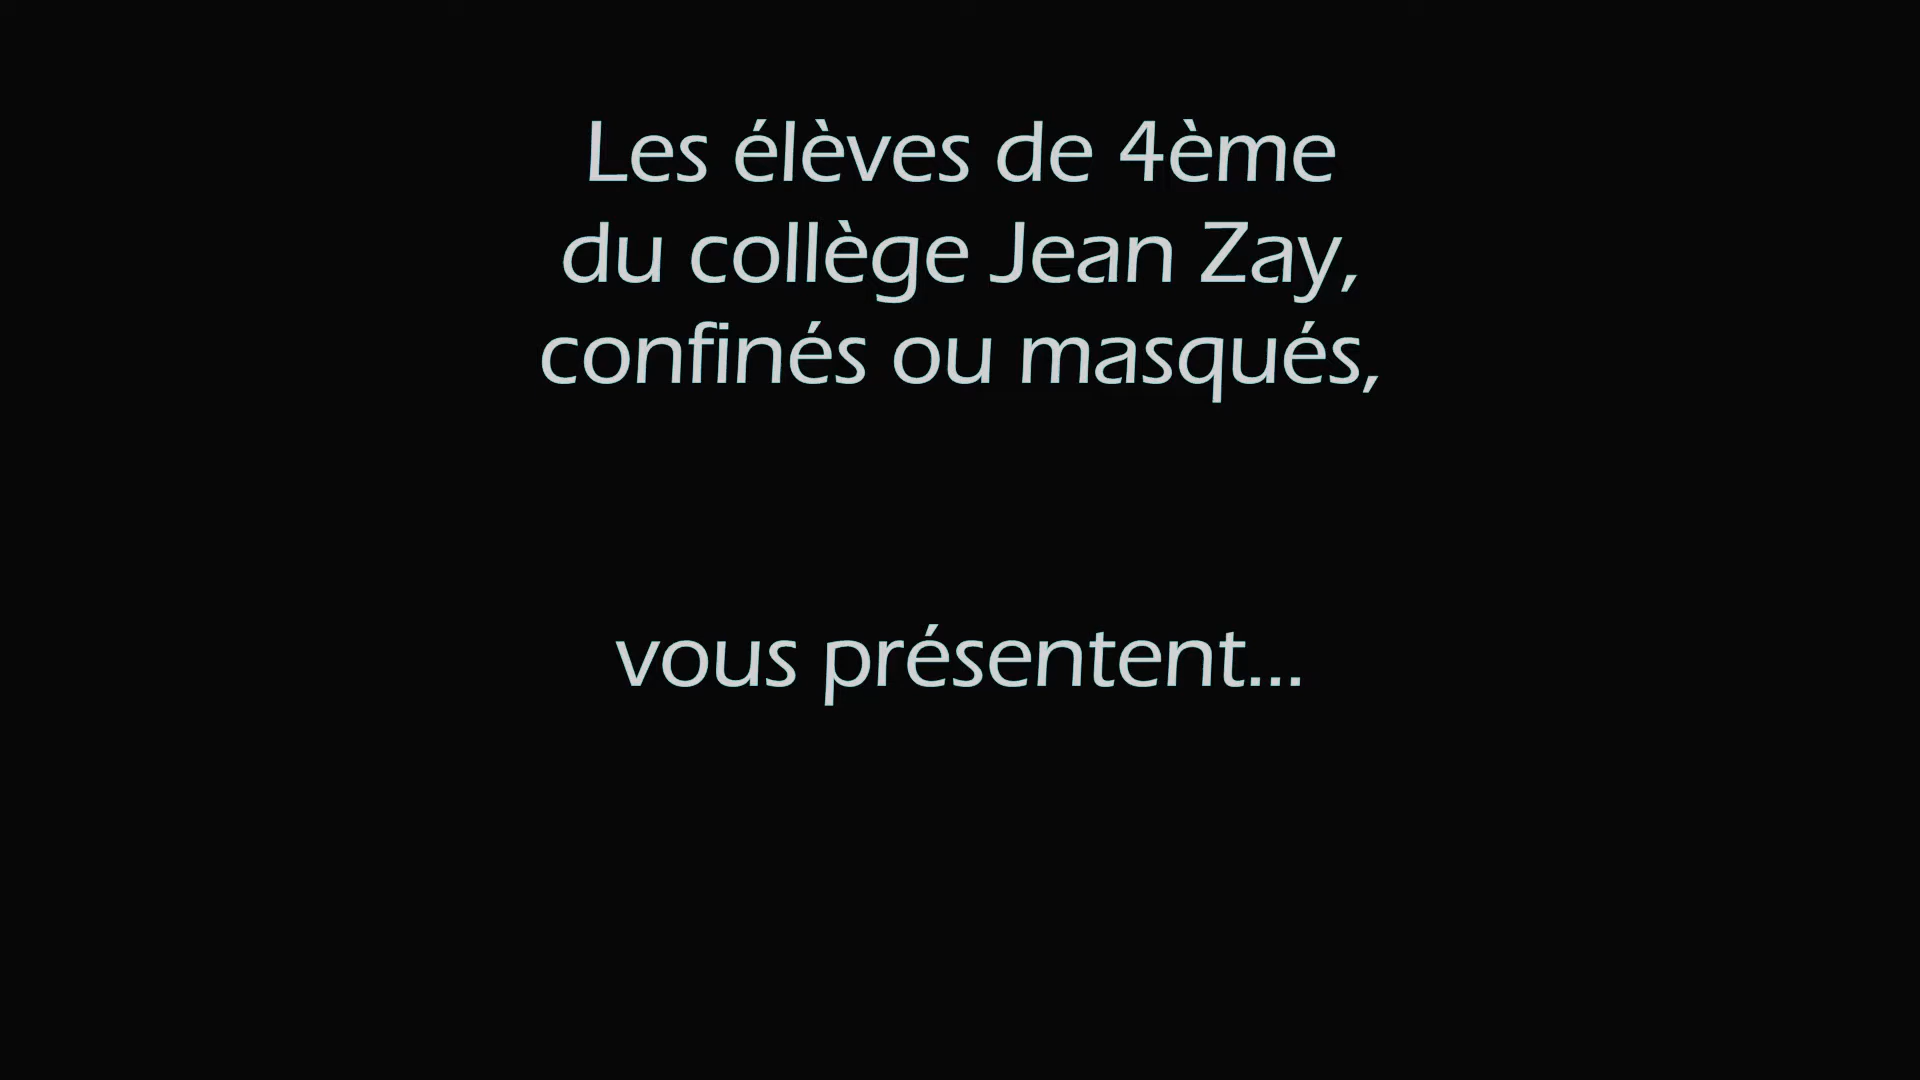 Les élèves de 4ème
du collège Jean Zay,
confinés ou masqués,
vous présentent...